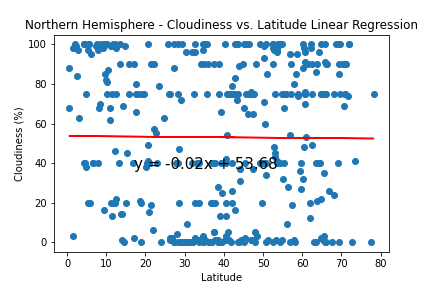 Northern Hemisphere - Cloudiness vs. Latitude Linear Regression
100
80
60
40
20
0
Cloudiness (%)
y = -0.02x + 53.68
0 10 20 30 40 50 60 70 80
Latitude